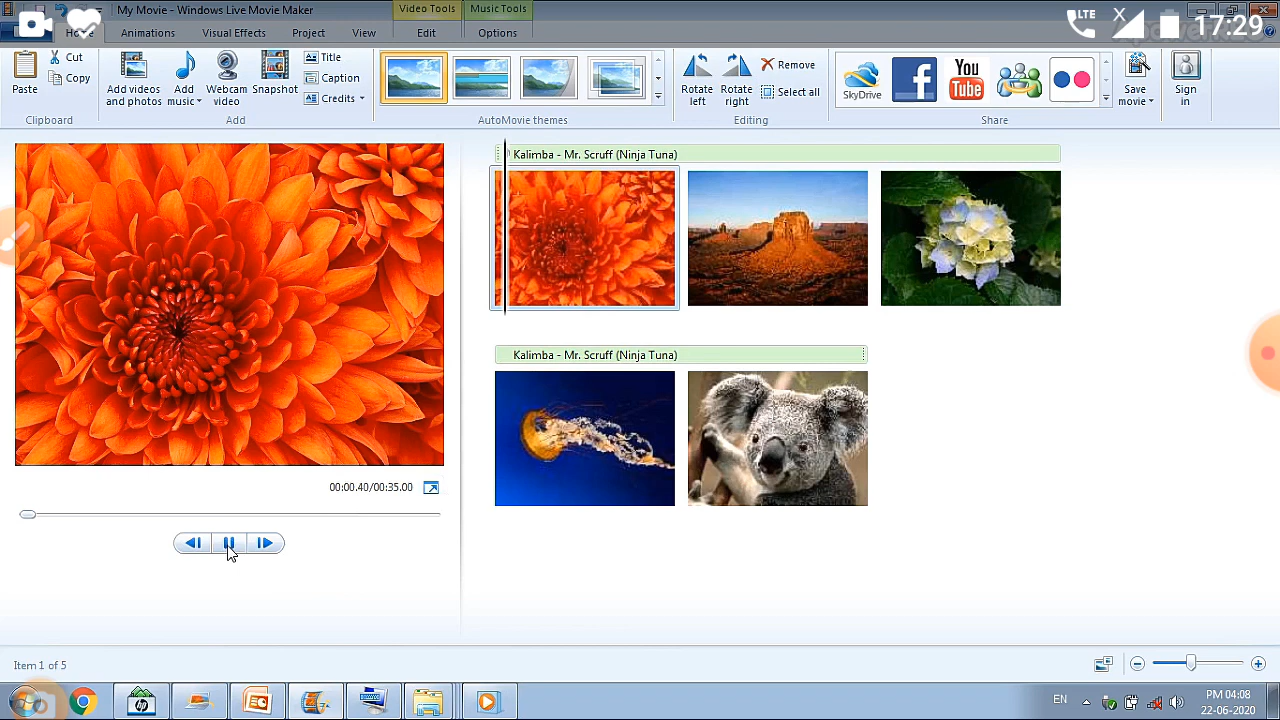 My Movie - Windows Live Movie Maker
Video Tools
Music Tools
LTE
X
17:29
Animations
Visual Effects
Project
View
Edit
Options
Paste
Cut
Copy
Clipboard
Add videos
and photos
Add
music
Webcam
video
Snapshot
Title
Caption
Credits
Add
AutoMovie themes
Rotate
left
Rotate
right
Remove
Select all
Editing
SkyDrive
You
Tube
Share
Save
movie
Sign
in
Kalimba - Mr. Scruff (Ninja Tuna)
Kalimba - Mr. Scruff (Ninja Tuna)
00:00.40/00:35.00
Item 1 of 5
EN
PM 04:08
22-06-2020